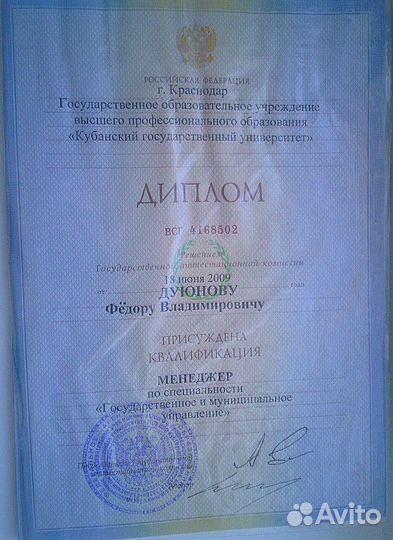 РОССИЙСКАЯ ФЕДЕРАЦИЯ
г. Краснодар
Государственное образовательное учреждение
высшего профессионального образования
«Кубанский государственный университет»
ДИПЛОМ
ВСГ 4168502
Решением
Государственной аттестационной комиссии
от 18 июня 2009 года
ДУЮНОВУ
Фёдору Владимировичу
ПРИСУЖДЕНА
КВАЛИФИКАЦИЯ
МЕНЕДЖЕР
по специальности
«Государственное и муниципальное
управление»
Avito